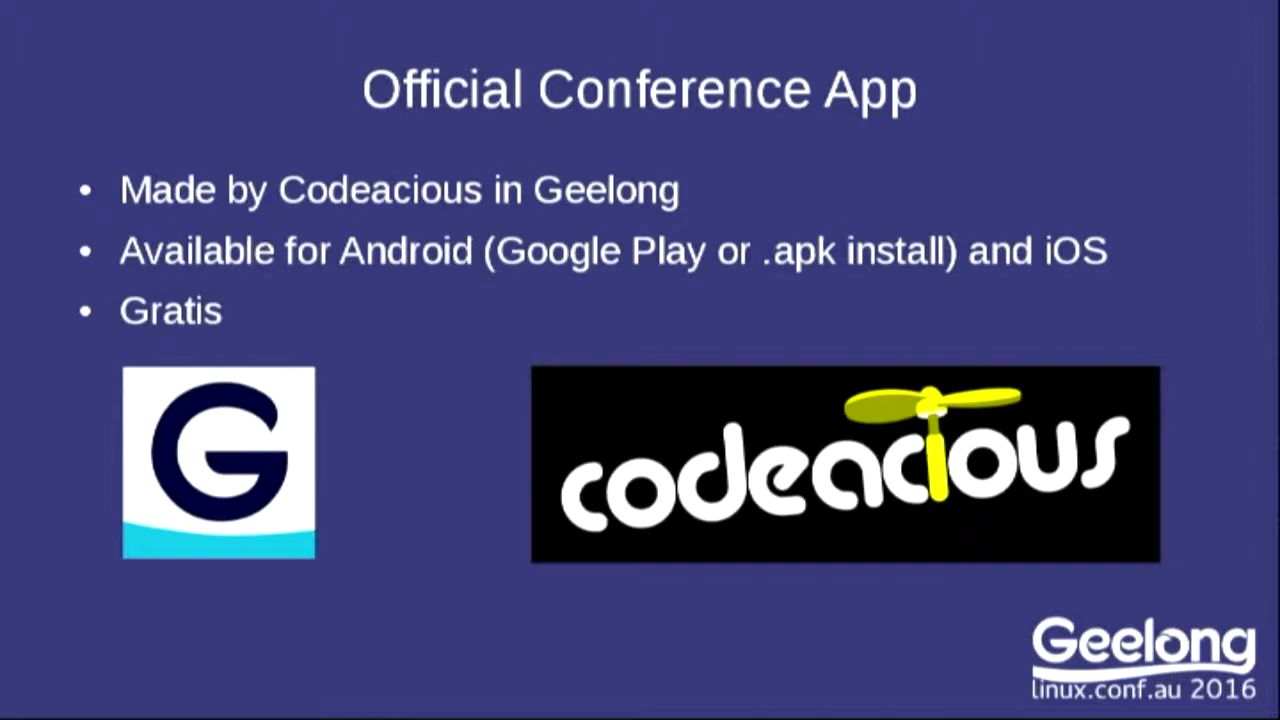 Official Conference App
• Made by Codeacious in Geelong
• Available for Android (Google Play or .apk install) and iOS
• Gratis
G
codeacious
Geelong
linux.conf.au 2016